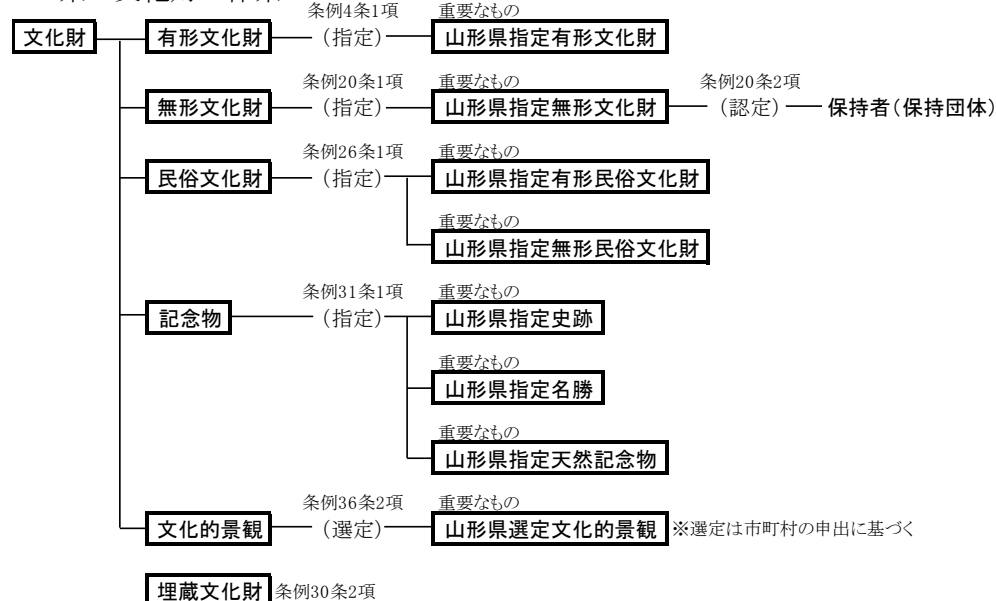 条例4条1項 重要なもの
文化財 有形文化財 (指定) 山形県指定有形文化財
条例20条1項 重要なもの 条例20条2項
無形文化財 (指定) 山形県指定無形文化財 (認定) 保持者(保持団体)
条例26条1項 重要なもの
民俗文化財 (指定) 山形県指定有形民俗文化財
重要なもの
山形県指定無形民俗文化財
条例31条1項 重要なもの
記念物 (指定) 山形県指定史跡
重要なもの
山形県指定名勝
重要なもの
山形県指定天然記念物
条例36条2項 重要なもの
文化的景観 (選定) 山形県選定文化的景観 ※選定は市町村の申出に基づく
埋蔵文化財 条例30条2項